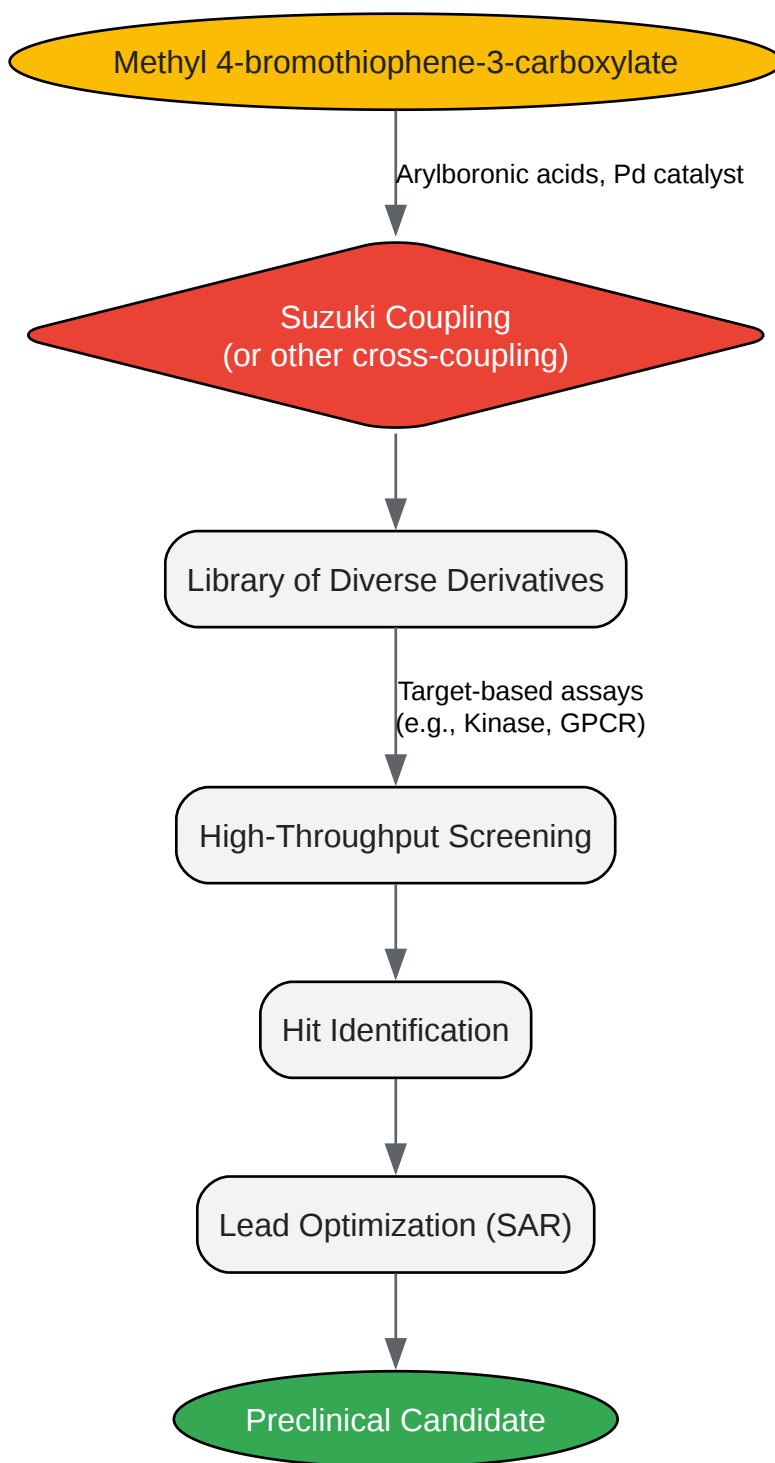 Methyl 4-bromothiophene-3-carboxylate
Arylboronic acids, Pd catalyst
Suzuki Coupling
(or other cross-coupling)
Library of Diverse Derivatives
Target-based assays
(e.g., Kinase, GPCR)
High-Throughput Screening
Hit Identification
Lead Optimization (SAR)
Preclinical Candidate